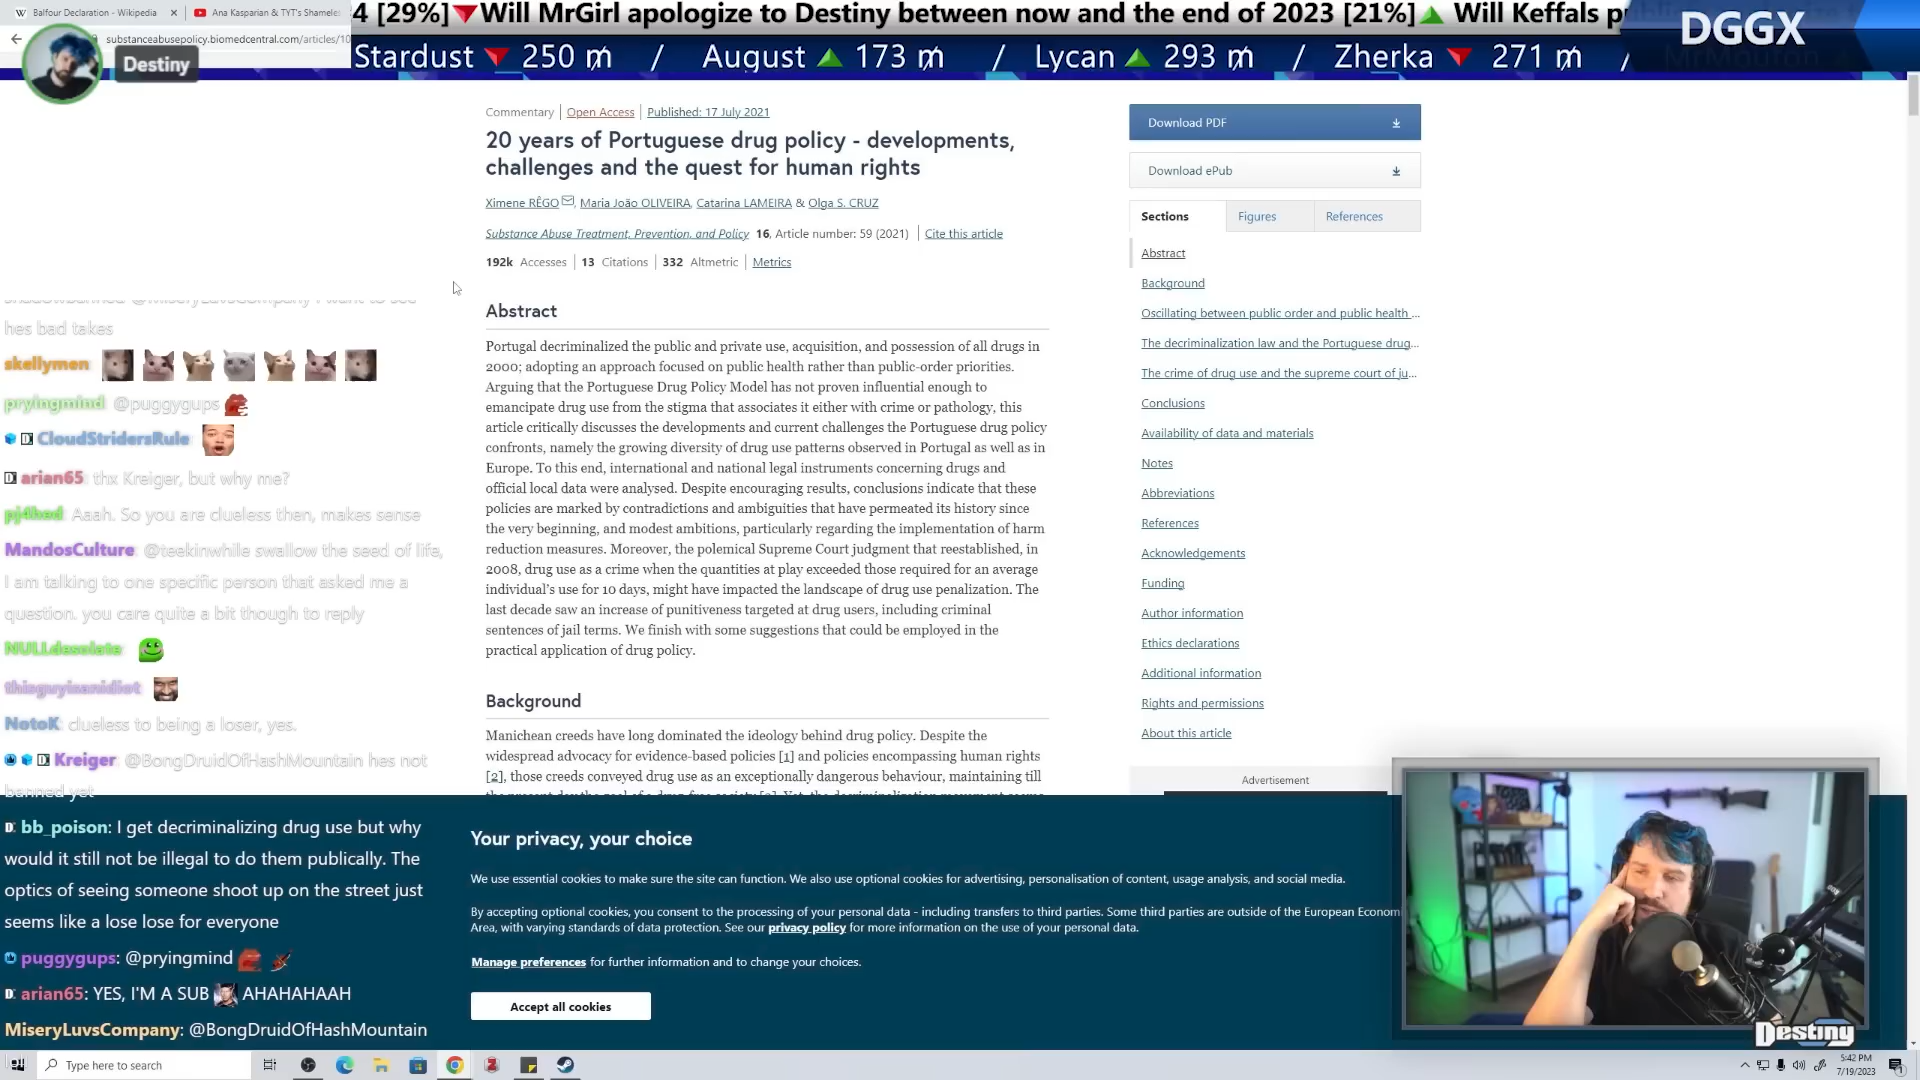 Balfour Declaration - Wikipedia
Ana Kasparian & TYT's Shameles
4 [29%]▼Will MrGirl apologize to Destiny between now and the end of 2023 [21%]▲ Will Keffals p
DGGX
substanceabusepolicy.biomedcentral.com/articles/10
Destiny
Stardust ▼ 250 ₥ / August ▲ 173 ₥ / Lycan ▲ 293 ₥ / Zherka ▼ 271 ₥ /
Commentary | Open Access | Published: 17 July 2021
20 years of Portuguese drug policy - developments,
challenges and the quest for human rights
Ximene RÊGO, Maria João OLIVEIRA, Catarina LAMEIRA & Olga S. CRUZ
Substance Abuse Treatment, Prevention, and Policy 16, Article number: 59 (2021) | Cite this article
192k Accesses | 13 Citations | 332 Altmetric | Metrics
Abstract
Portugal decriminalized the public and private use, acquisition, and possession of all drugs in
2000; adopting an approach focused on public health rather than public-order priorities.
Arguing that the Portuguese Drug Policy Model has not proven influential enough to
emancipate drug use from the stigma that associates it either with crime or pathology, this
article critically discusses the developments and current challenges the Portuguese drug policy
confronts, namely the growing diversity of drug use patterns observed in Portugal as well as in
Europe. To this end, international and national legal instruments concerning drugs and
official local data were analysed. Despite encouraging results, conclusions indicate that these
policies are marked by contradictions and ambiguities that have permeated its history since
the very beginning, and modest ambitions, particularly regarding the implementation of harm
reduction measures. Moreover, the polemical Supreme Court judgment that reestablished, in
2008, drug use as a crime when the quantities at play exceeded those required for an average
individual's use for 10 days, might have impacted the landscape of drug use penalization. The
last decade saw an increase of punitiveness targeted at drug users, including criminal
sentences of jail terms. We finish with some suggestions that could be employed in the
practical application of drug policy.
Background
Manichean creeds have long dominated the ideology behind drug policy. Despite the
widespread advocacy for evidence-based policies [1] and policies encompassing human rights
[2], those creeds conveyed drug use as an exceptionally dangerous behaviour, maintaining till
Download PDF
Download ePub
Sections
Figures
References
Abstract
Background
Oscillating between public order and public health ...
The decriminalization law and the Portuguese drug...
The crime of drug use and the supreme court of ju...
Conclusions
Availability of data and materials
Notes
Abbreviations
References
Acknowledgements
Funding
Author information
Ethics declarations
Additional information
Rights and permissions
About this article
Advertisement
hes bad takes
skellymen
pryingmind @puggygups
CloudStridersRule
arian65: thx Kreiger, but why me?
pj4bed: Aaah. So you are clueless then, makes sense
MandosCulture: @teekinwhile swallow the seed of life,
I am talking to one specific person that asked me a
question. you care quite a bit though to reply
NULLdesolate
thisguyisanidiot
NotoK: clueless to being a loser, yes.
Kreiger: @BongDruidOfHashMountain hes not
banned yet
bb_poison: I get decriminalizing drug use but why
would it still not be illegal to do them publically. The
optics of seeing someone shoot up on the street just
seems like a lose lose for everyone
puggygups: @pryingmind
arian65: YES, I'M A SUB AHAHAHAAH
MiseryLuvsCompany: @BongDruidOfHashMountain
Your privacy, your choice
We use essential cookies to make sure the site can function. We also use optional cookies for advertising, personalisation of content, usage analysis, and social media.
By accepting optional cookies, you consent to the processing of your personal data - including transfers to third parties. Some third parties are outside of the European Econom
Area, with varying standards of data protection. See our privacy policy for more information on the use of your personal data.
Manage preferences for further information and to change your choices.
Accept all cookies
Destiny
Type here to search
5:42 PM
7/19/2023